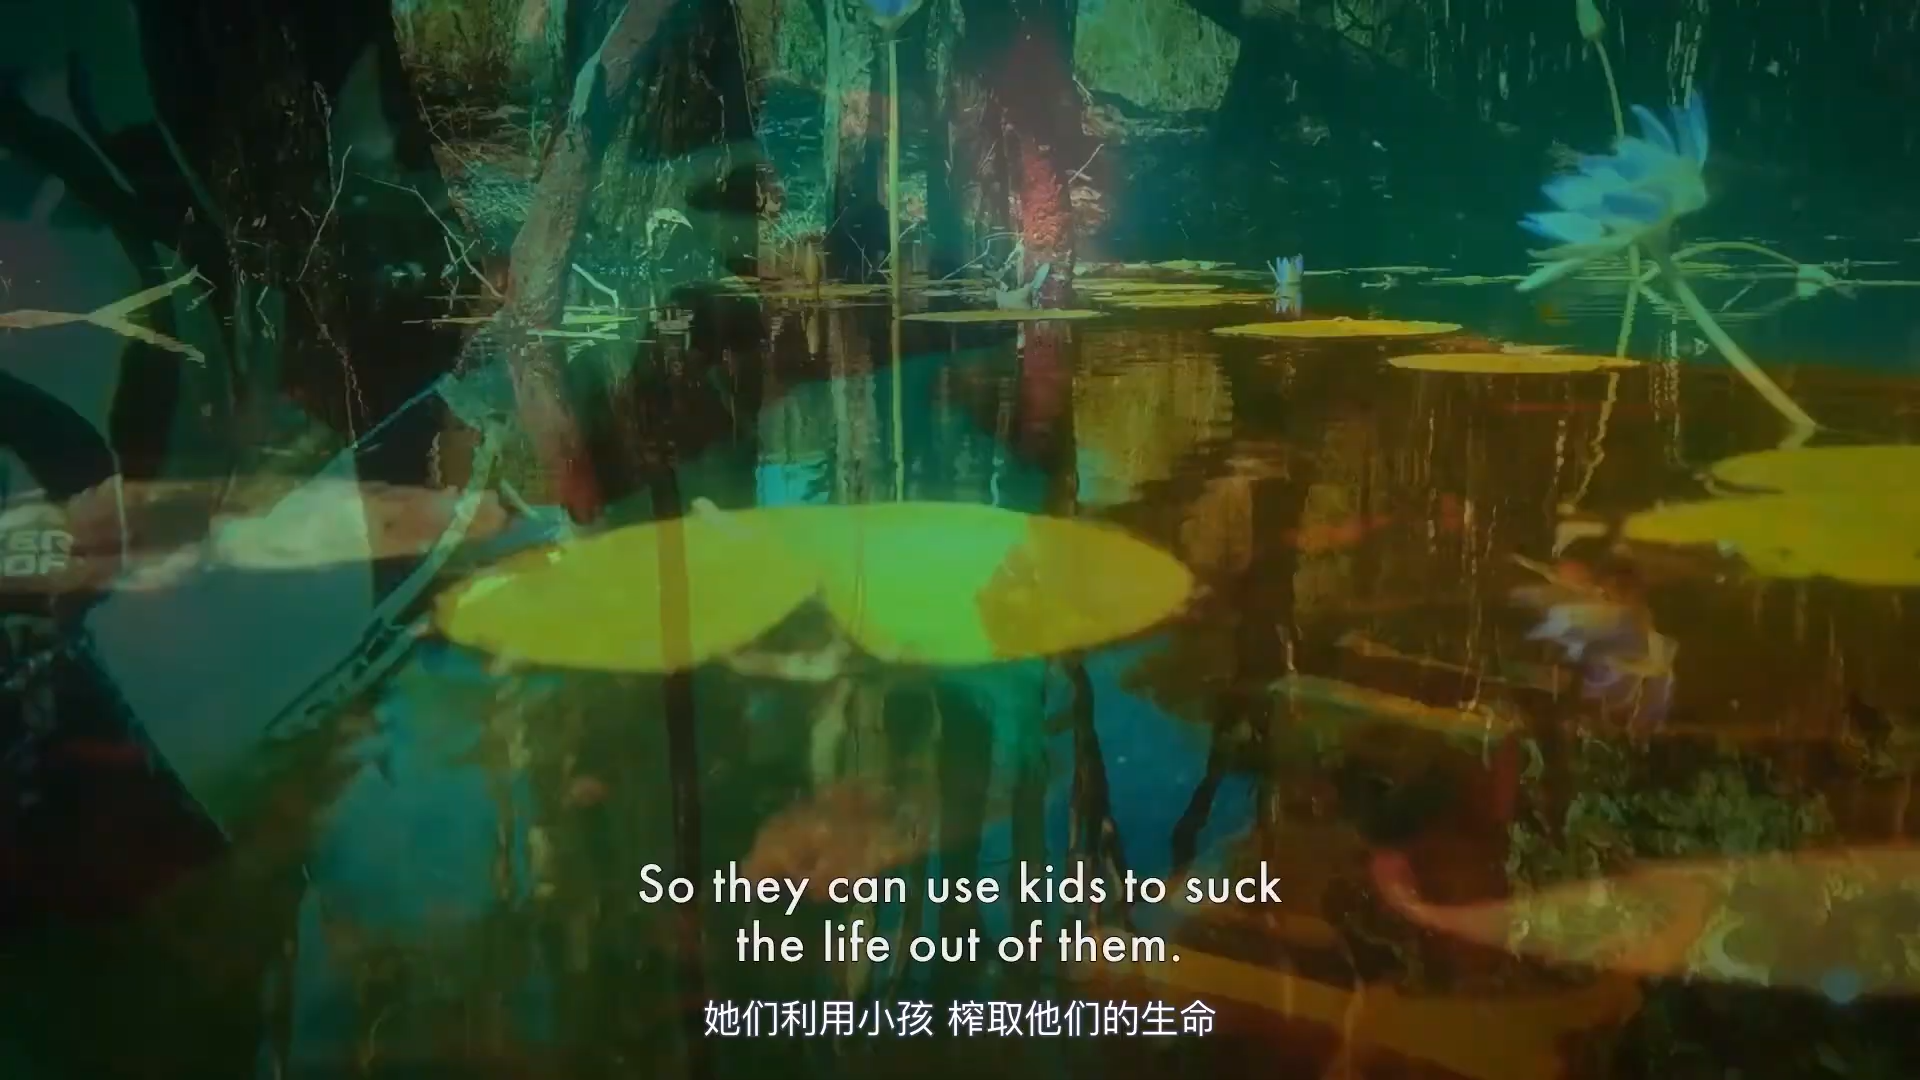 So they can use kids to suck
the life out of them.
她们利用小孩 榨取他们的生命